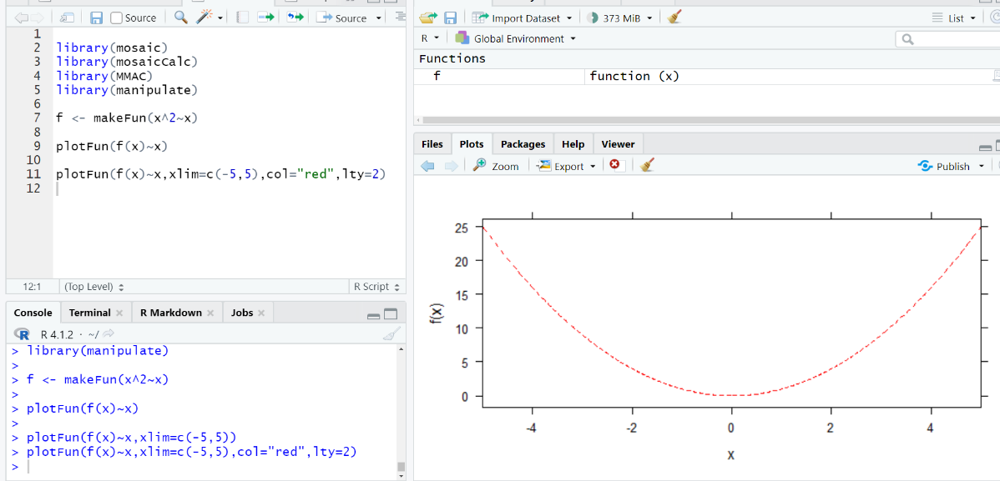 Source
Source
1
2 library(mosaic)
3 library(mosaicCalc)
4 library(MMAC)
5 library(manipulate)
6
7 f <- makeFun(x^2~x)
8
9 plotFun(f(x)~x)
10
11 plotFun(f(x)~x,xlim=c(-5,5),col="red",lty=2)
12
12:1 (Top Level) R Script
Console Terminal R Markdown Jobs
R 4.1.2 · ~/
> library(manipulate)
>
> f <- makeFun(x^2~x)
>
> plotFun(f(x)~x)
>
> plotFun(f(x)~x,xlim=c(-5,5))
> plotFun(f(x)~x,xlim=c(-5,5),col="red",lty=2)
>
Import Dataset 373 MiB List
R Global Environment
Functions
f function (x)
Files Plots Packages Help Viewer
Zoom Export Publish
25
20
15
10
5
0
f(x)
-4 -2 0 2 4
x